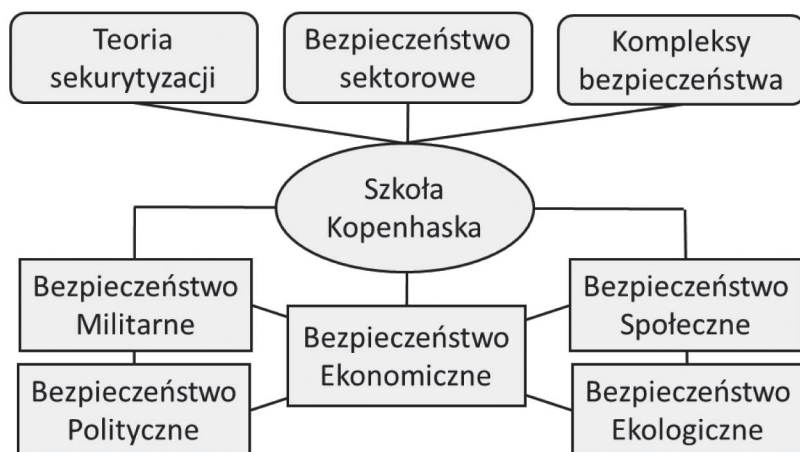 Teoria
sekurytyzacji
Bezpieczeństwo
sektorowe
Kompleksy
bezpieczeństwa
Szkoła
Kopenhaska
Bezpieczeństwo
Militarne
Bezpieczeństwo
Ekonomiczne
Bezpieczeństwo
Społeczne
Bezpieczeństwo
Polityczne
Bezpieczeństwo
Ekologiczne